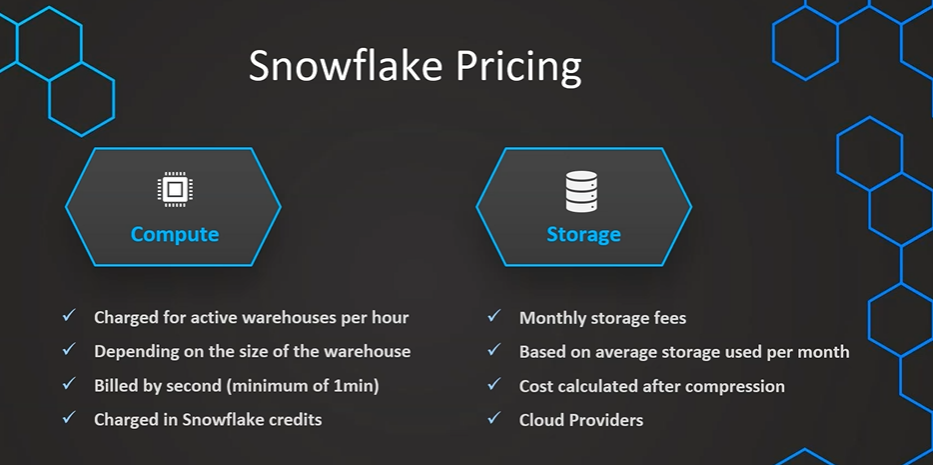 Snowflake Pricing
Compute
Charged for active warehouses per hour
Depending on the size of the warehouse
Billed by second (minimum of 1min)
Charged in Snowflake credits
Storage
Monthly storage fees
Based on average storage used per month
Cost calculated after compression
Cloud Providers